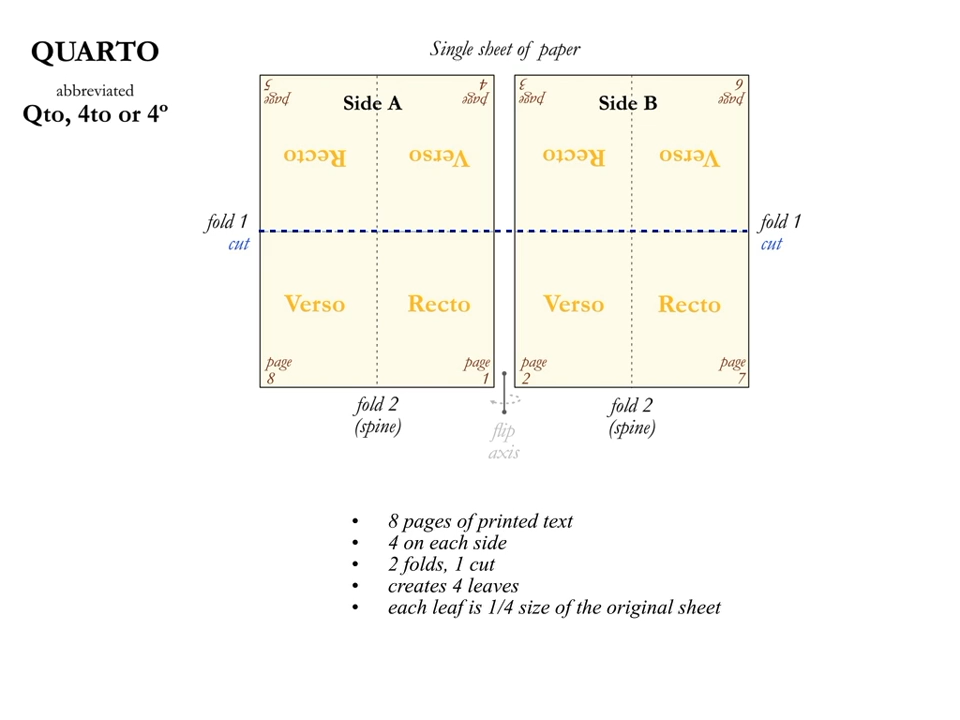 QUARTO
abbreviated
Qto, 4to or 4º
Single sheet of paper
page 5
page 4
Side A
Recto
Verso
page 3
page 6
Side B
Recto
Verso
fold 1
cut
fold 1
cut
Verso
Recto
page
8
page
1
Verso
Recto
page
2
page
7
fold 2
(spine)
flip
axis
fold 2
(spine)
• 8 pages of printed text
• 4 on each side
• 2 folds, 1 cut
• creates 4 leaves
• each leaf is 1/4 size of the original sheet